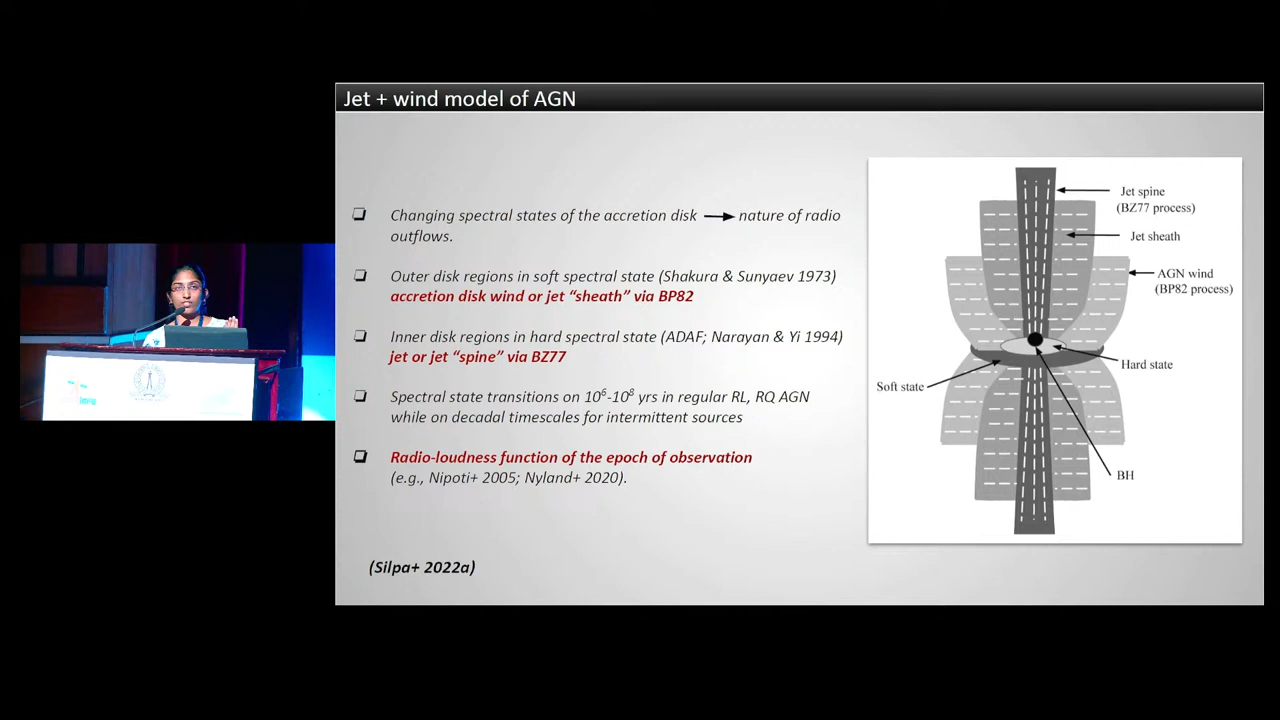 Jet + wind model of AGN
Changing spectral states of the accretion disk → nature of radio
outflows.
Outer disk regions in soft spectral state (Shakura & Sunyaev 1973)
accretion disk wind or jet “sheath” via BP82
Inner disk regions in hard spectral state (ADAF; Narayan & Yi 1994)
jet or jet “spine” via BZ77
Spectral state transitions on 10⁶-10⁸ yrs in regular RL, RQ AGN
while on decadal timescales for intermittent sources
Radio-loudness function of the epoch of observation
(e.g., Nipoti+ 2005; Nyland+ 2020).
(Silpa+ 2022a)
Jet spine
(BZ77 process)
Jet sheath
AGN wind
(BP82 process)
Hard state
Soft state
BH